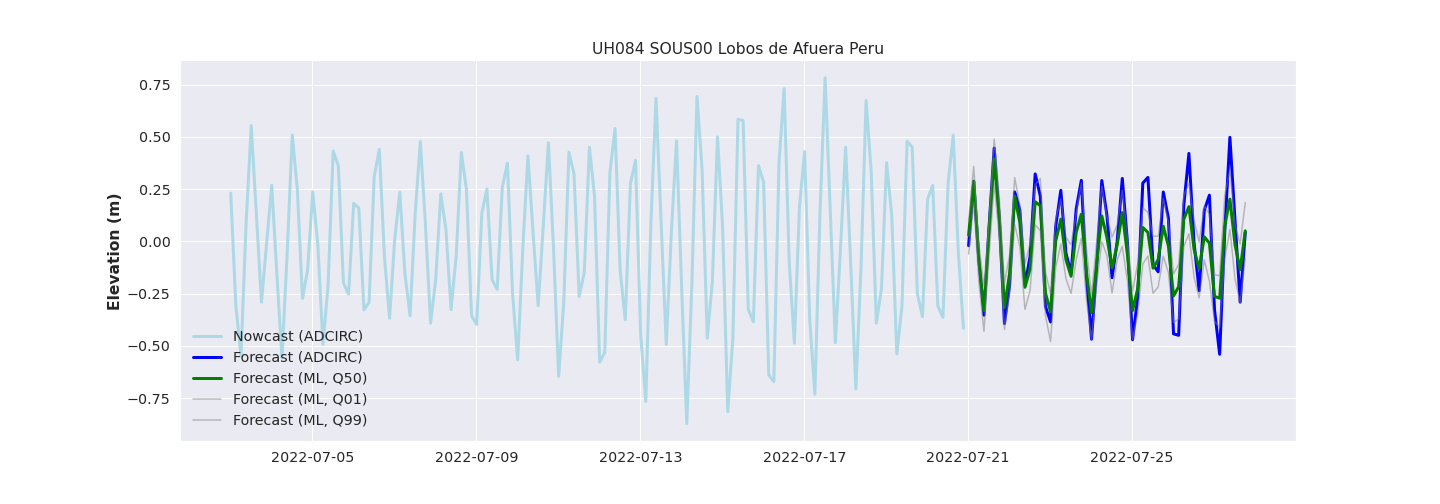 UH084 SOUS00 Lobos de Afuera Peru
Elevation (m)
0.75
0.50
0.25
0.00
−0.25
−0.50
−0.75
Nowcast (ADCIRC)
Forecast (ADCIRC)
Forecast (ML, Q50)
Forecast (ML, Q01)
Forecast (ML, Q99)
2022-07-05 2022-07-09 2022-07-13 2022-07-17 2022-07-21 2022-07-25